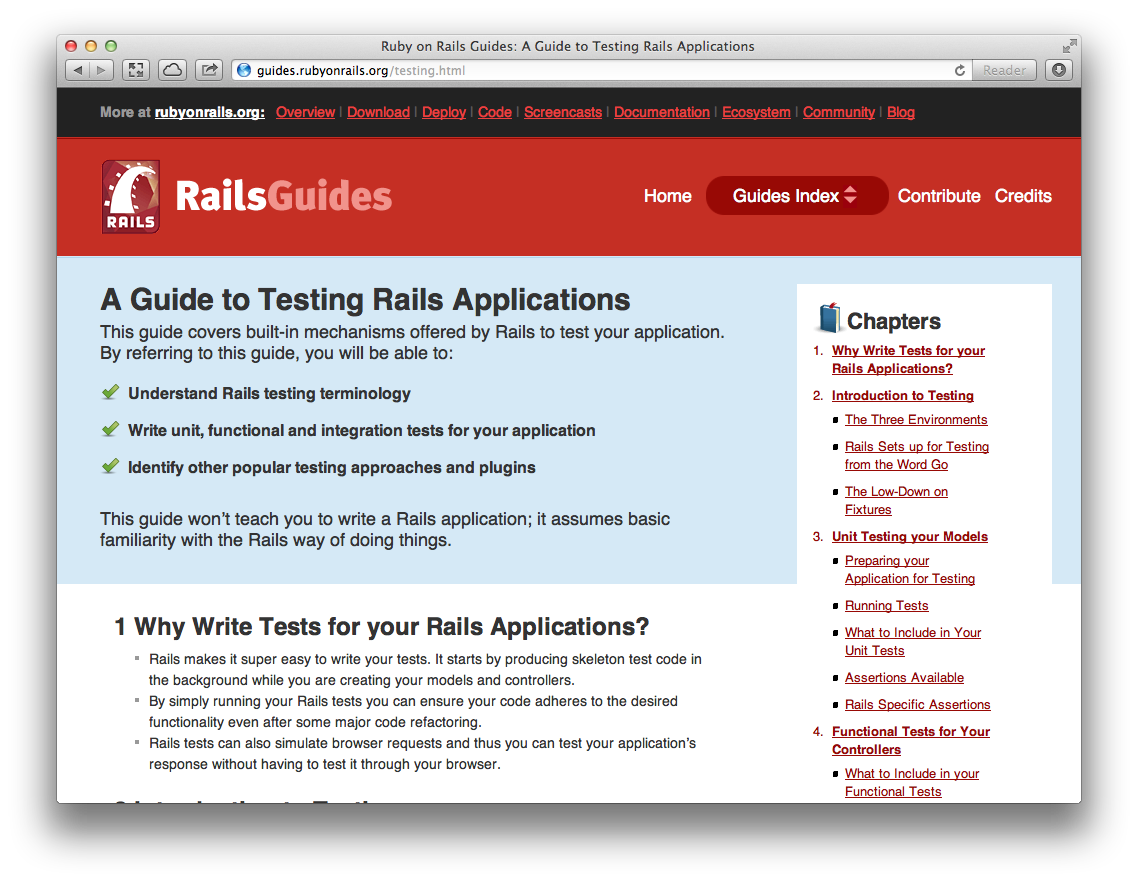 Ruby on Rails Guides: A Guide to Testing Rails Applications
guides.rubyonrails.org/testing.html
Reader
More at rubyonrails.org: Overview | Download | Deploy | Code | Screencasts | Documentation | Ecosystem | Community | Blog
RAILS
RailsGuides
Home
Guides Index
Contribute
Credits
A Guide to Testing Rails Applications
This guide covers built-in mechanisms offered by Rails to test your application.
By referring to this guide, you will be able to:
Understand Rails testing terminology
Write unit, functional and integration tests for your application
Identify other popular testing approaches and plugins
This guide won’t teach you to write a Rails application; it assumes basic
familiarity with the Rails way of doing things.
Chapters
1. Why Write Tests for your
Rails Applications?
2. Introduction to Testing
The Three Environments
Rails Sets up for Testing
from the Word Go
The Low-Down on
Fixtures
3. Unit Testing your Models
Preparing your
Application for Testing
Running Tests
What to Include in Your
Unit Tests
Assertions Available
Rails Specific Assertions
4. Functional Tests for Your
Controllers
What to Include in your
Functional Tests
1 Why Write Tests for your Rails Applications?
Rails makes it super easy to write your tests. It starts by producing skeleton test code in
the background while you are creating your models and controllers.
By simply running your Rails tests you can ensure your code adheres to the desired
functionality even after some major code refactoring.
Rails tests can also simulate browser requests and thus you can test your application’s
response without having to test it through your browser.